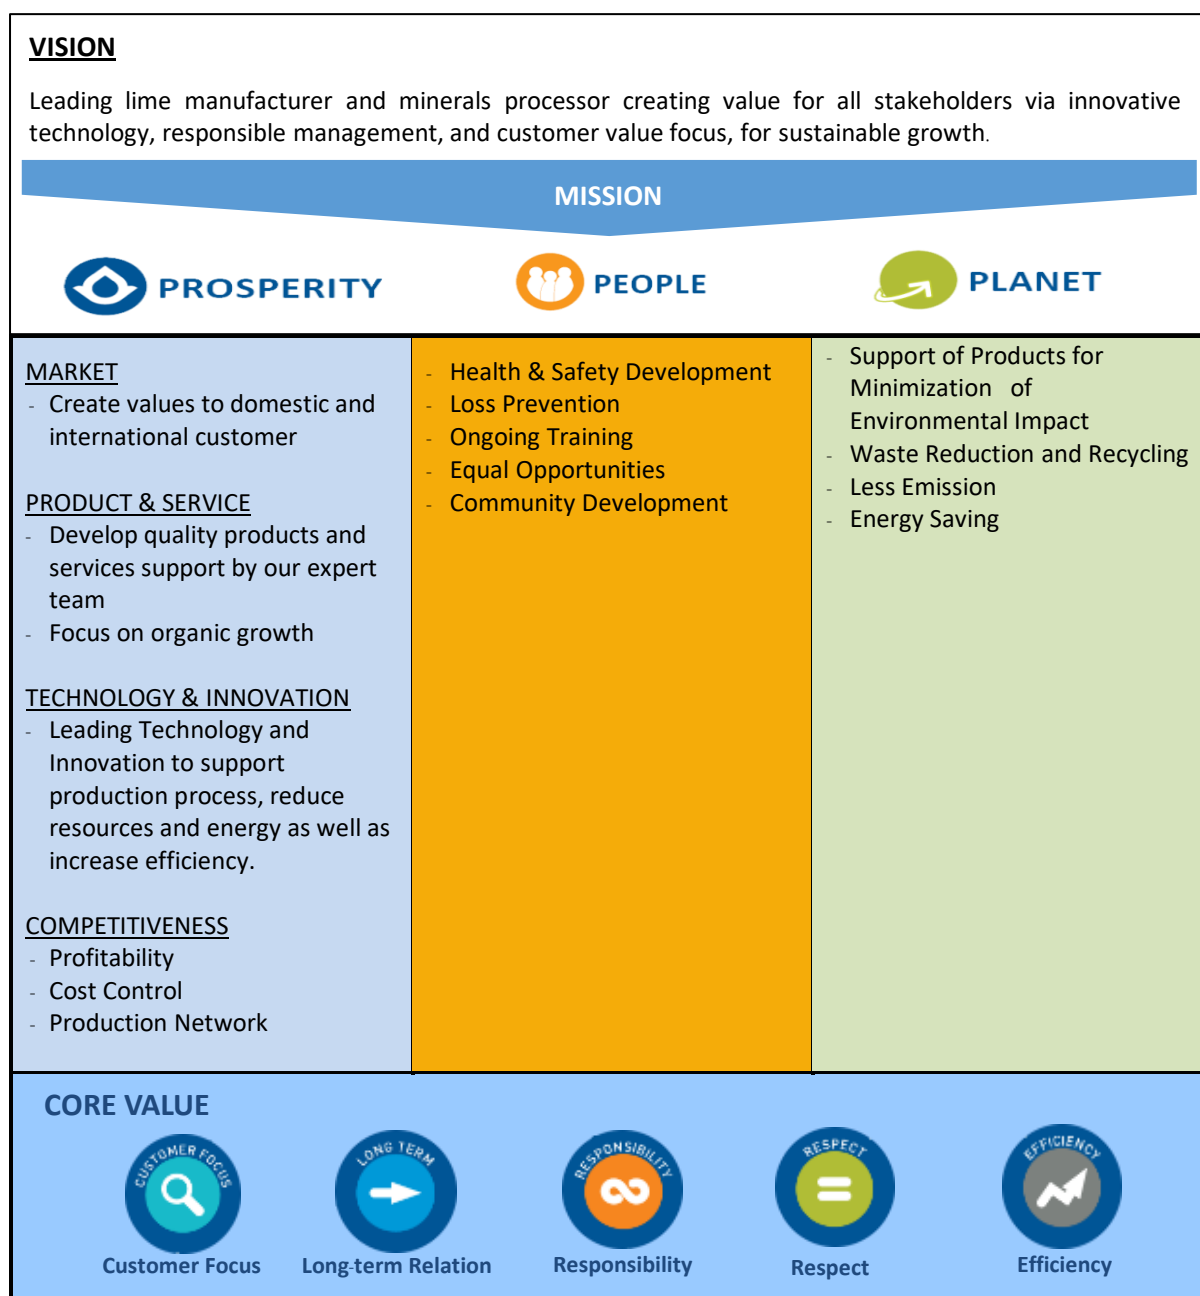 VISION
Leading lime manufacturer and minerals processor creating value for all stakeholders via innovative
technology, responsible management, and customer value focus, for sustainable growth.
MISSION
PROSPERITY
PEOPLE
PLANET
MARKET
- Create values to domestic and
international customer
PRODUCT & SERVICE
- Develop quality products and
services support by our expert
team
- Focus on organic growth
TECHNOLOGY & INNOVATION
- Leading Technology and
Innovation to support
production process, reduce
resources and energy as well as
increase efficiency.
COMPETITIVENESS
- Profitability
- Cost Control
- Production Network
- Health & Safety Development
- Loss Prevention
- Ongoing Training
- Equal Opportunities
- Community Development
- Support of Products for
Minimization of
Environmental Impact
- Waste Reduction and Recycling
- Less Emission
- Energy Saving
CORE VALUE
CUSTOMER FOCUS
LONG TERM
RESPONSIBILITY
RESPECT
EFFICIENCY
Customer Focus
Long-term Relation
Responsibility
Respect
Efficiency